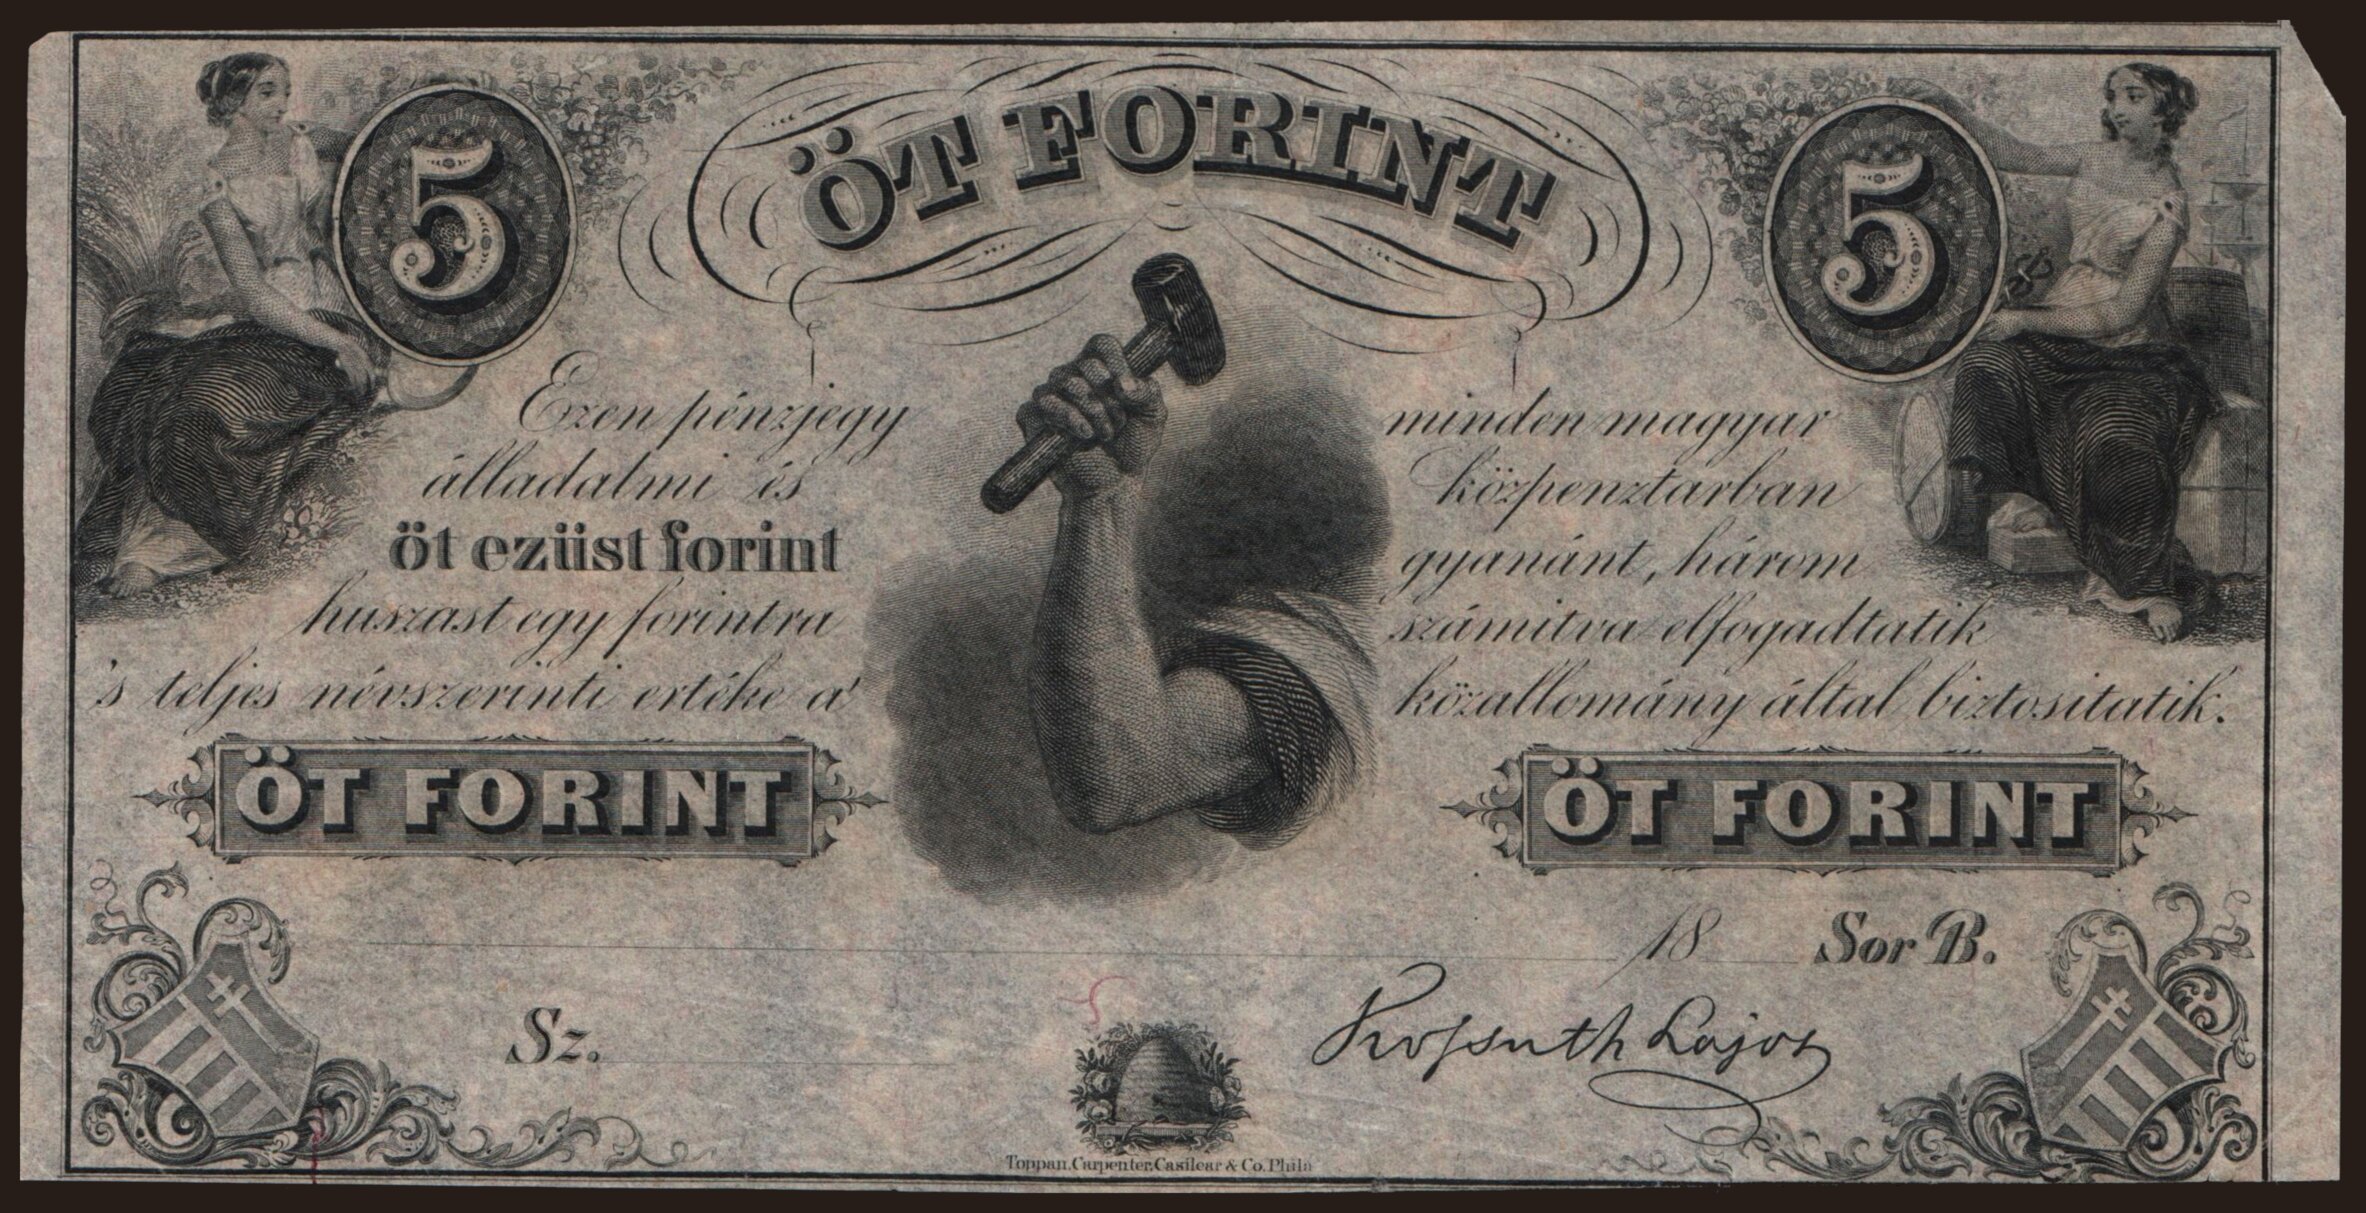 5 ÖT FORINT 5
Ezen pénzjegy minden magyar
álladalmi és közpenztárban
öt ezüst forint gyanánt, három
huszast egy forintra számitva elfogadtatik
's teljes névszerinti ertéke a' közallomány által biztositatik.
ÖT FORINT ÖT FORINT
18 Sor B.
Sz. Kossuth Lajos
Toppan, Carpenter, Casilear & Co. Phila